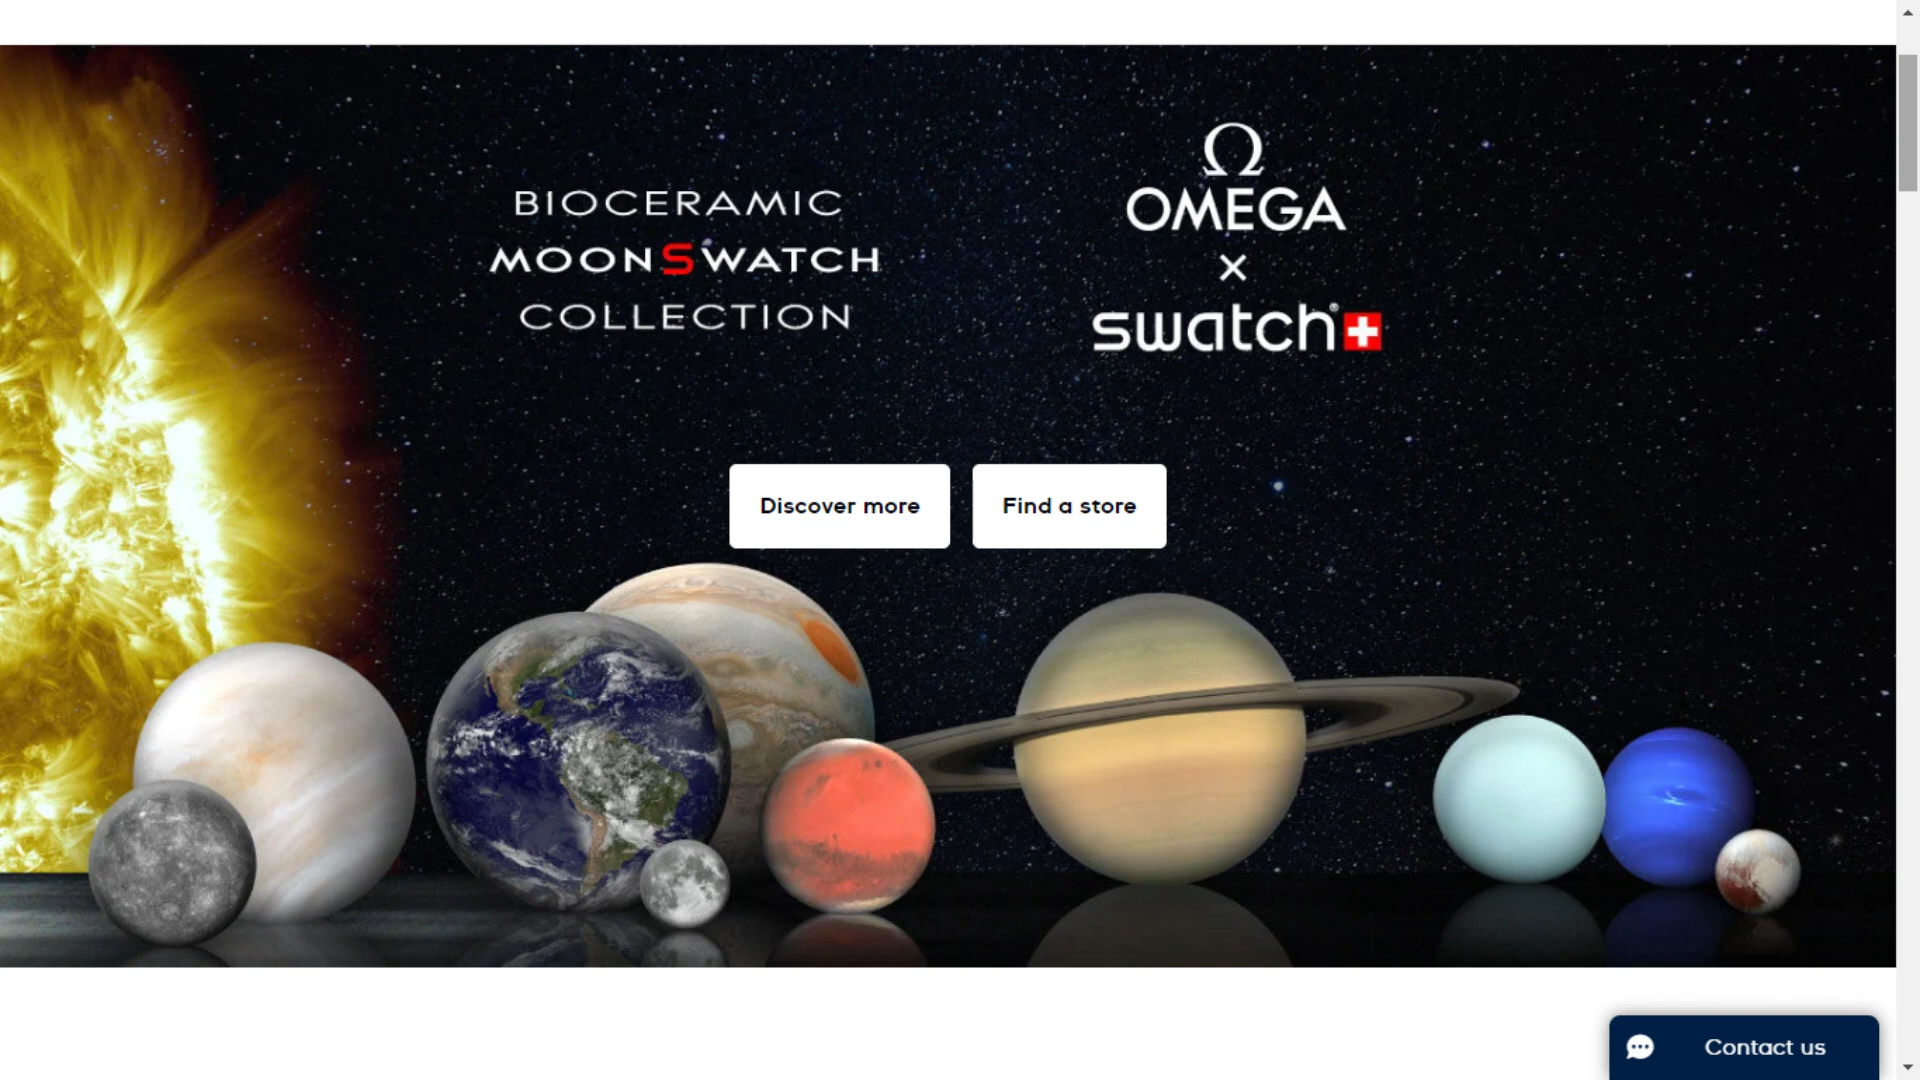 BIOCERAMIC
MOONSWATCH
COLLECTION
Ω
OMEGA
×
swatch®
Discover more
Find a store
Contact us